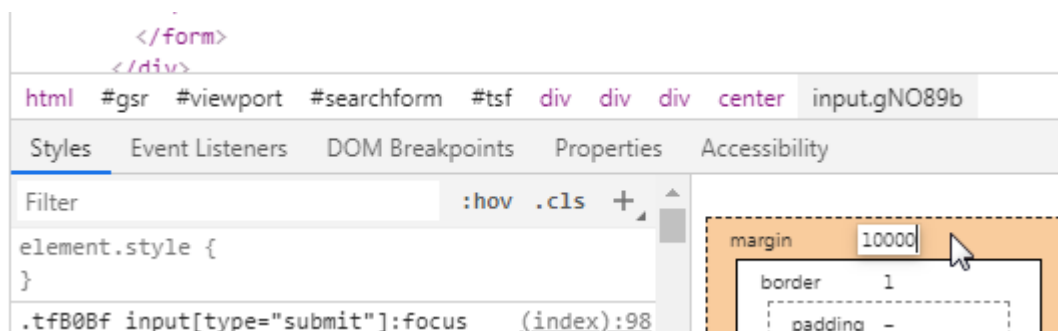 </form>
</div>
html #gsr #viewport #searchform #tsf div div div center input.gNO89b
Styles Event Listeners DOM Breakpoints Properties Accessibility
Filter :hov .cls +
element.style {
}
.tfB0Bf input[type="submit"]:focus (index):98
margin 10000
border 1
padding –